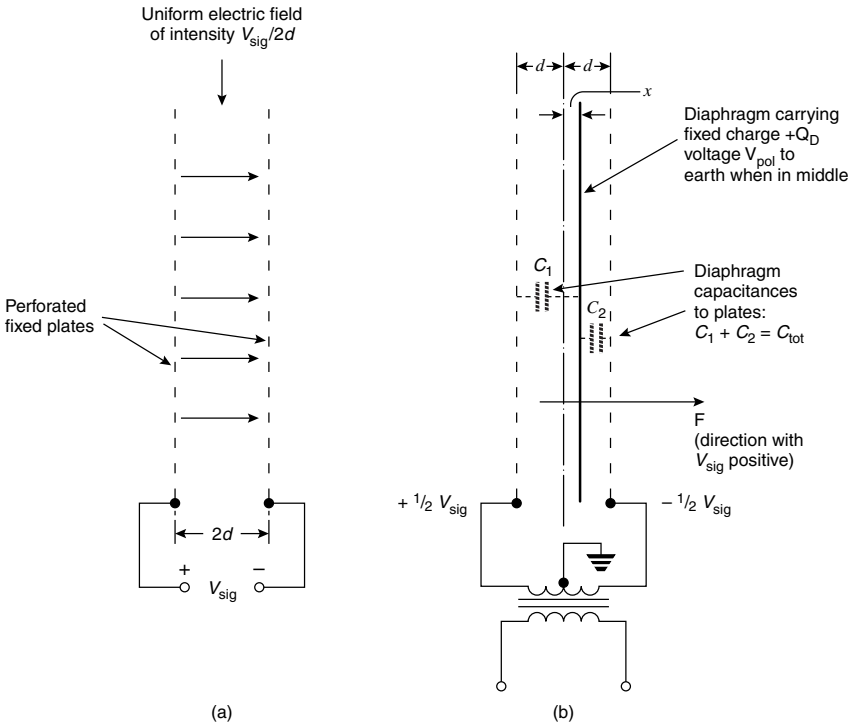 Uniform electric field
of intensity V_sig/2d
Perforated
fixed plates
2d
+
–
V_sig
(a)
d
d
x
Diaphragm carrying
fixed charge +Q_D
voltage V_pol to
earth when in middle
C_1
C_2
Diaphragm
capacitances
to plates:
C_1 + C_2 = C_tot
F
(direction with
V_sig positive)
+ 1/2 V_sig
– 1/2 V_sig
(b)